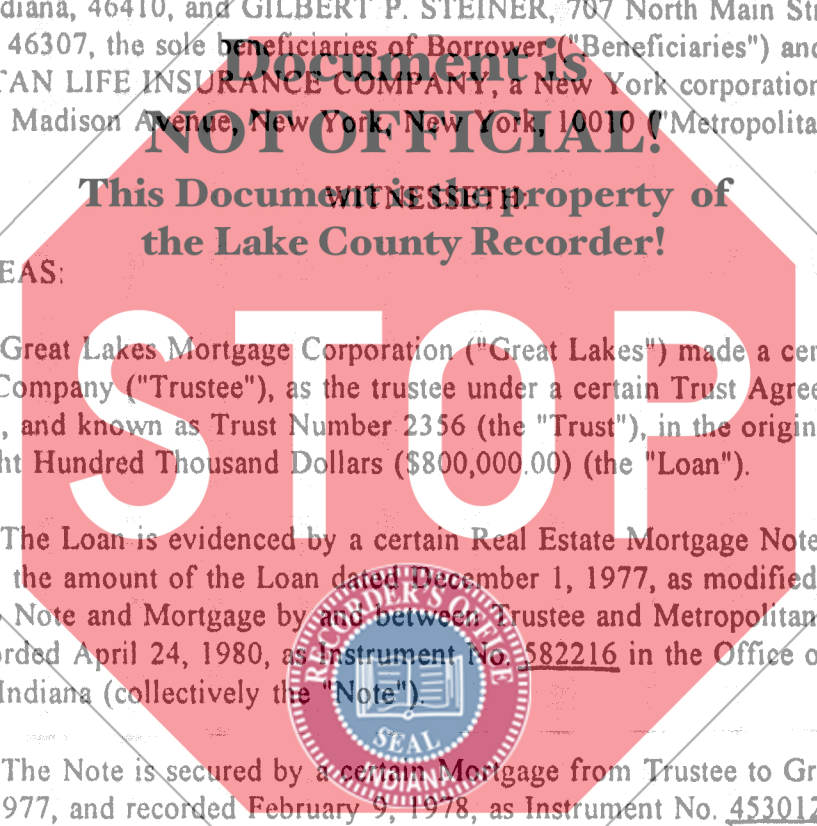 diana, 46410, and GILBERT P. STEINER, 707 North Main Str
46307, the sole beneficiaries of Borrower ("Beneficiaries") and
TAN LIFE INSURANCE COMPANY, a New York corporation
Madison Avenue, New York, New York, 10010 ("Metropolita
Document is
NOT OFFICIAL!
This Document is the property of
the Lake County Recorder!
WITNESSETH:
EAS:
STOP
Great Lakes Mortgage Corporation ("Great Lakes") made a cer
Company ("Trustee"), as the trustee under a certain Trust Agree
, and known as Trust Number 2356 (the "Trust"), in the origin
ht Hundred Thousand Dollars ($800,000.00) (the "Loan").
The Loan is evidenced by a certain Real Estate Mortgage Note
the amount of the Loan dated December 1, 1977, as modified
Note and Mortgage by and between Trustee and Metropolitan
rded April 24, 1980, as Instrument No. 582216 in the Office o
Indiana (collectively the "Note").
RECORDER'S OFFICE
SEAL
INDIANA
The Note is secured by a certain Mortgage from Trustee to Gr
977, and recorded February 9, 1978, as Instrument No. 453012